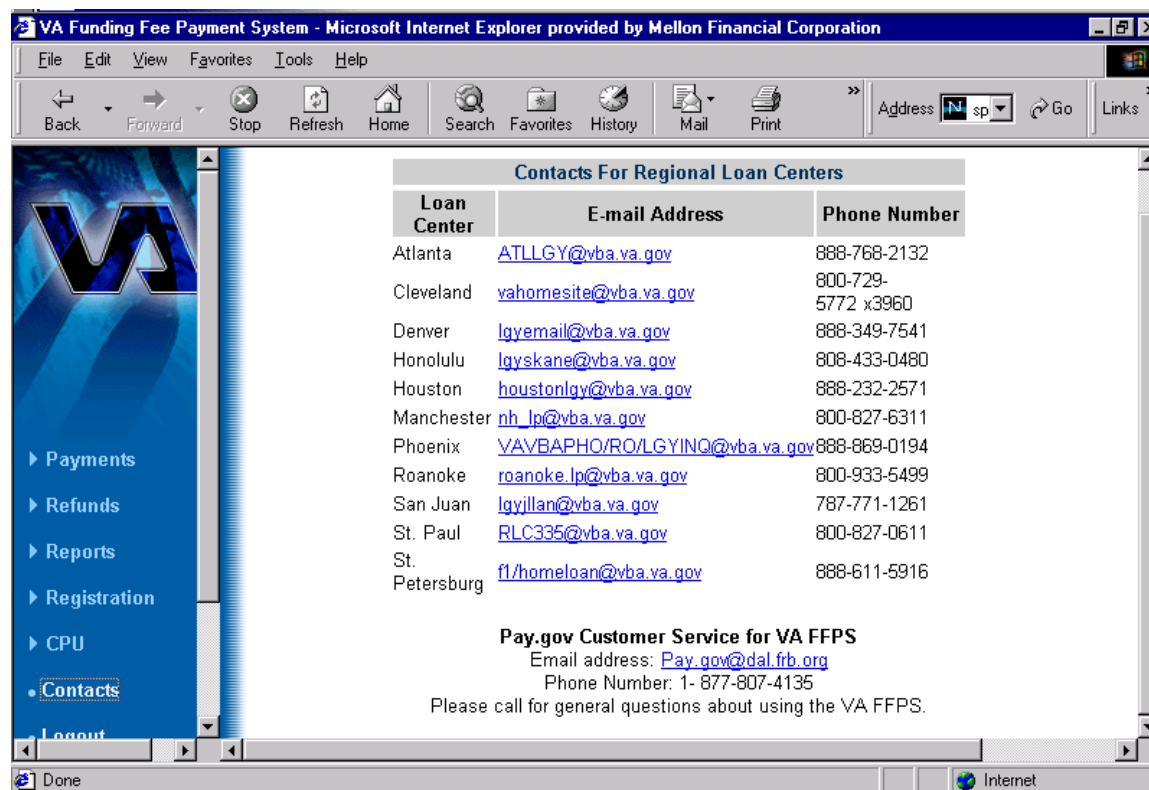 VA Funding Fee Payment System - Microsoft Internet Explorer provided by Mellon Financial Corporation
File Edit View Favorites Tools Help
Back Forward Stop Refresh Home Search Favorites History Mail Print » Address sp Go Links
VA
Contacts For Regional Loan Centers
Loan Center E-mail Address Phone Number
Atlanta ATLLGY@vba.va.gov 888-768-2132
Cleveland vahomesite@vba.va.gov 800-729-
5772 x3960
Denver lgyemail@vba.va.gov 888-349-7541
Honolulu lgyskane@vba.va.gov 808-433-0480
Houston houstonlgy@vba.va.gov 888-232-2571
Manchester nh_lp@vba.va.gov 800-827-6311
Phoenix VAVBAPHO/RO/LGYINQ@vba.va.gov 888-869-0194
Roanoke roanoke.lp@vba.va.gov 800-933-5499
San Juan lgyjllan@vba.va.gov 787-771-1261
St. Paul RLC335@vba.va.gov 800-827-0611
St.
Petersburg f1/homeloan@vba.va.gov 888-611-5916
Pay.gov Customer Service for VA FFPS
Email address: Pay.gov@dal.frb.org
Phone Number: 1- 877-807-4135
Please call for general questions about using the VA FFPS.
Payments
Refunds
Reports
Registration
CPU
Contacts
Logout
Done Internet